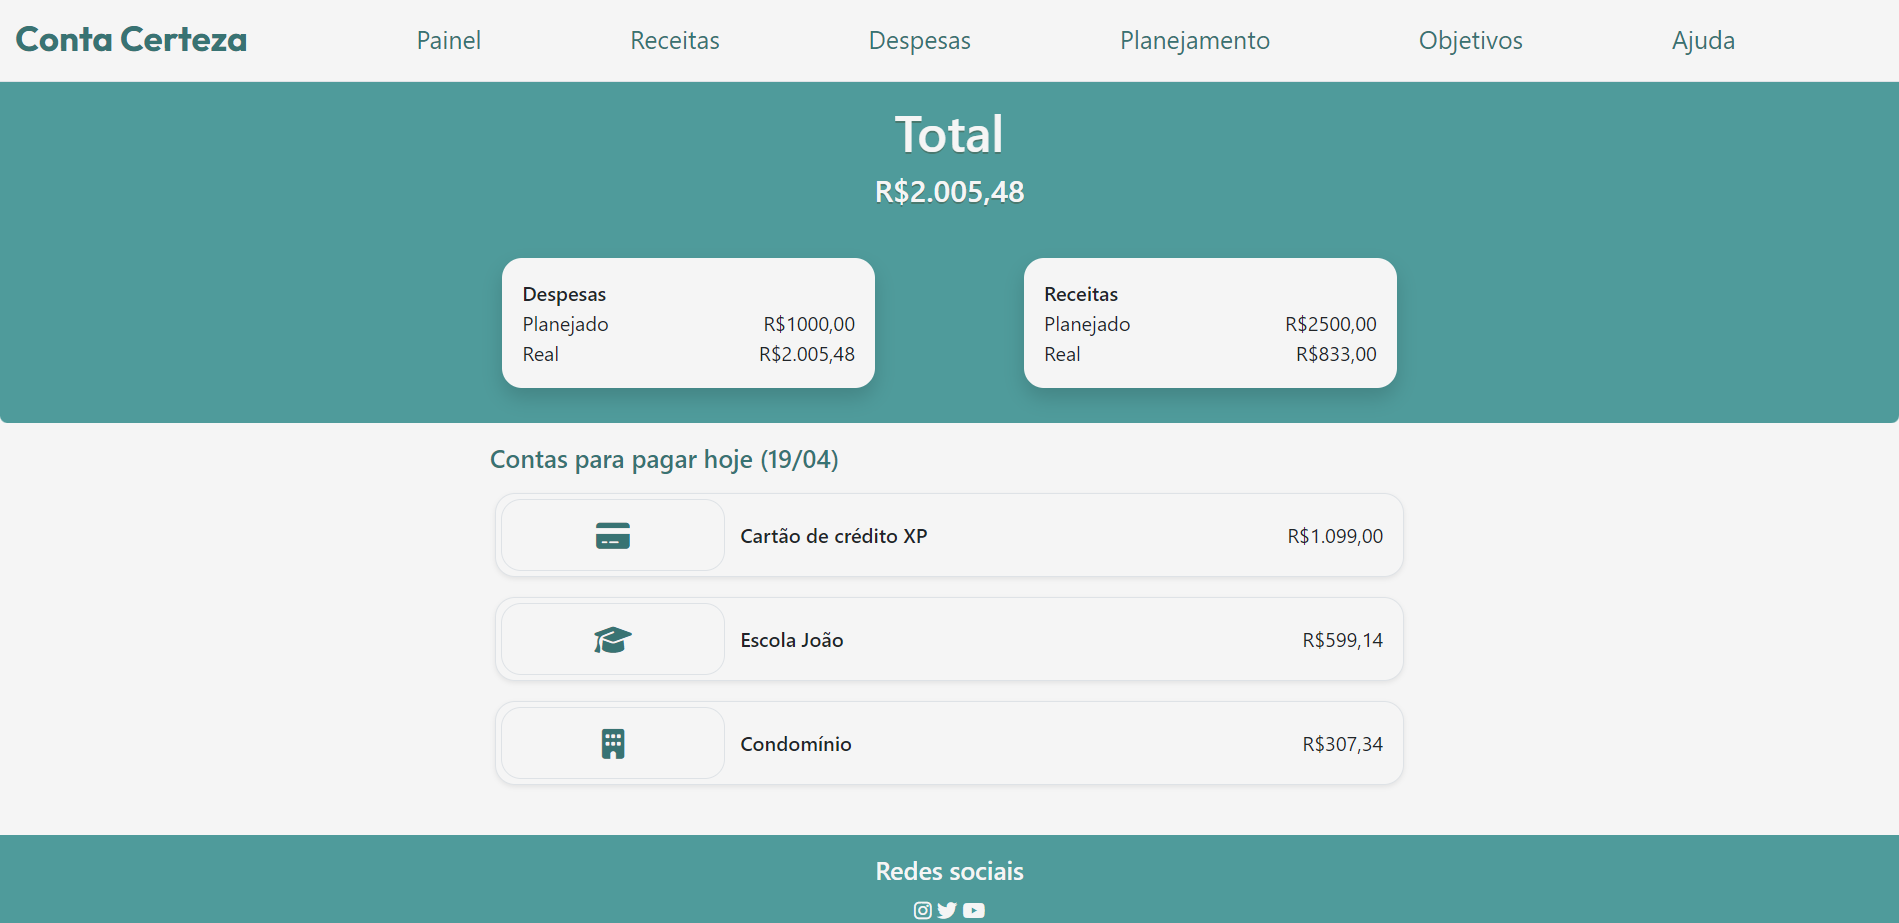 Conta Certeza Painel Receitas Despesas Planejamento Objetivos Ajuda
Total
R$2.005,48
Despesas
Planejado R$1000,00
Real R$2.005,48
Receitas
Planejado R$2500,00
Real R$833,00
Contas para pagar hoje (19/04)
Cartão de crédito XP R$1.099,00
Escola João R$599,14
Condomínio R$307,34
Redes sociais